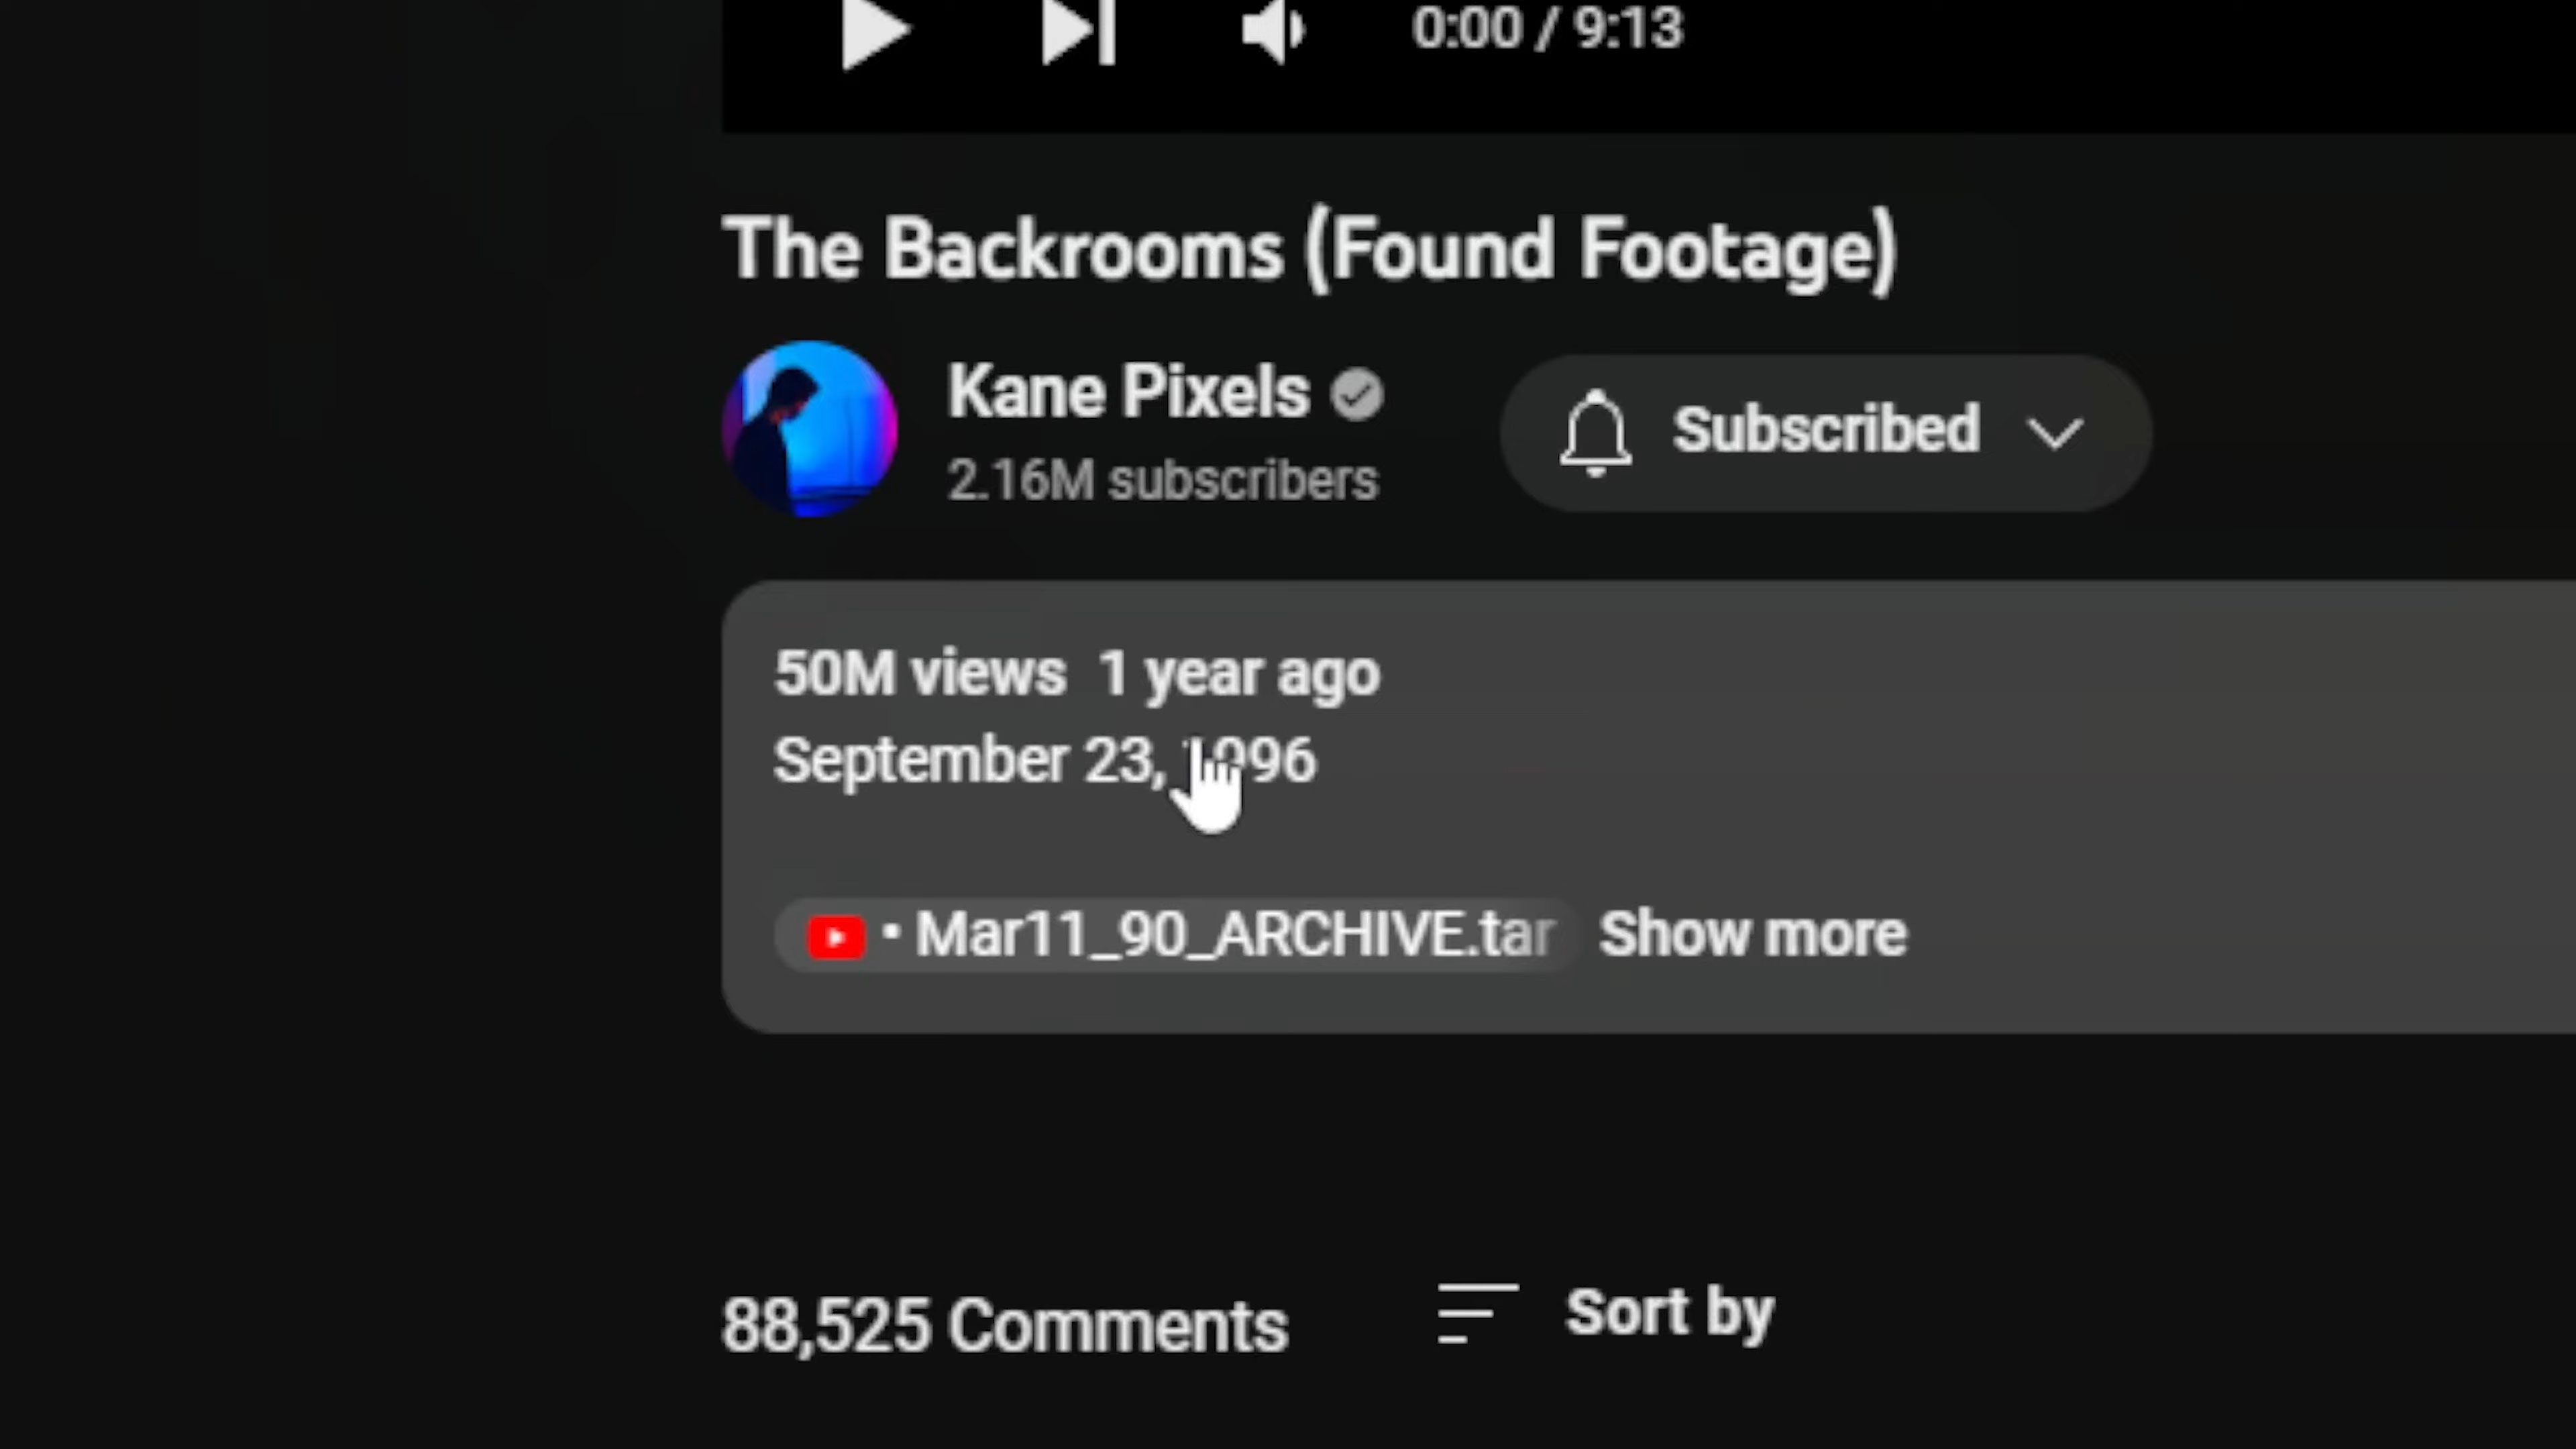 0:00 / 9:13
The Backrooms (Found Footage)
Kane Pixels
2.16M subscribers
Subscribed
50M views 1 year ago
September 23, 1996
• Mar11_90_ARCHIVE.tar
Show more
88,525 Comments
Sort by